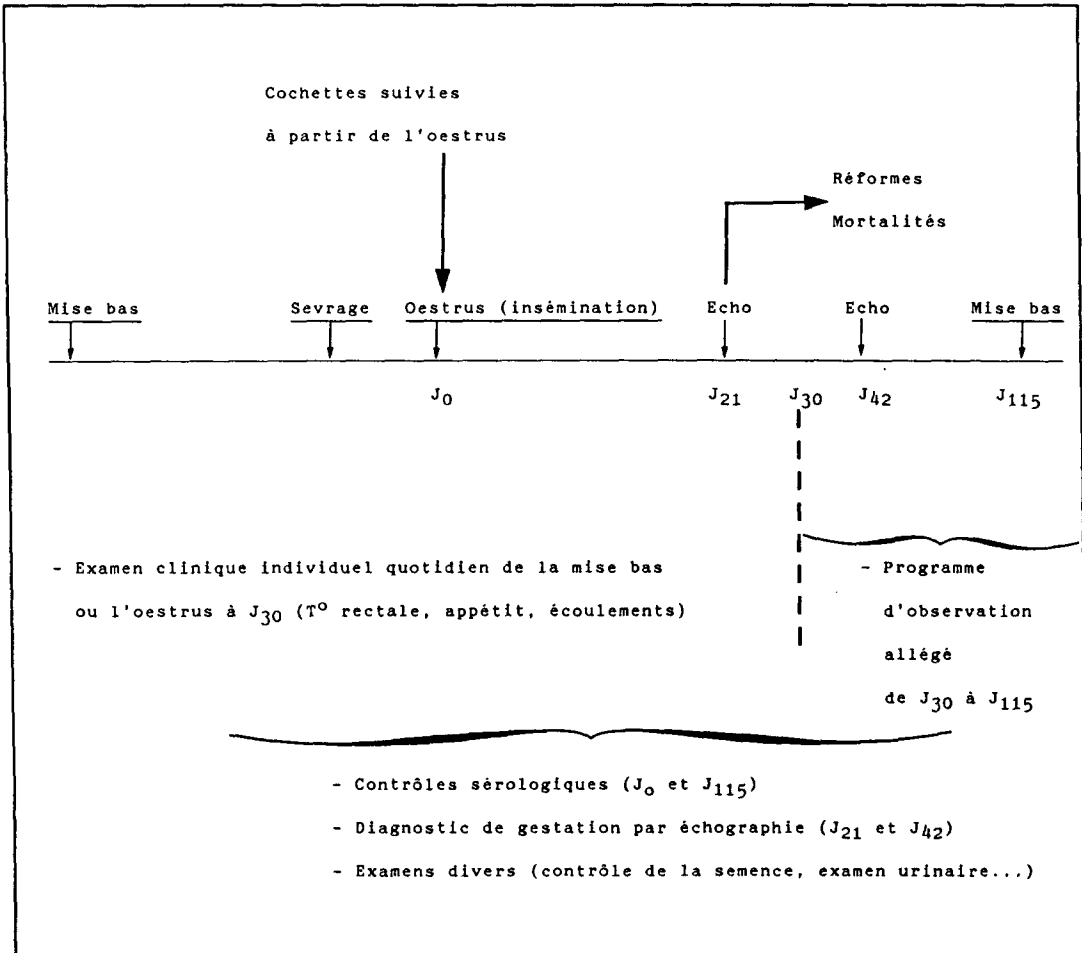 Cochettes suivies
à partir de l'oestrus
Réformes
Mortalités
Mise bas Sevrage Oestrus (insémination) Echo Echo Mise bas
J0 J21 J30 J42 J115
- Examen clinique individuel quotidien de la mise bas
ou l'oestrus à J30 (T° rectale, appétit, écoulements)
- Programme
d'observation
allégé
de J30 à J115
- Contrôles sérologiques (Jo et J115)
- Diagnostic de gestation par échographie (J21 et J42)
- Examens divers (contrôle de la semence, examen urinaire...)